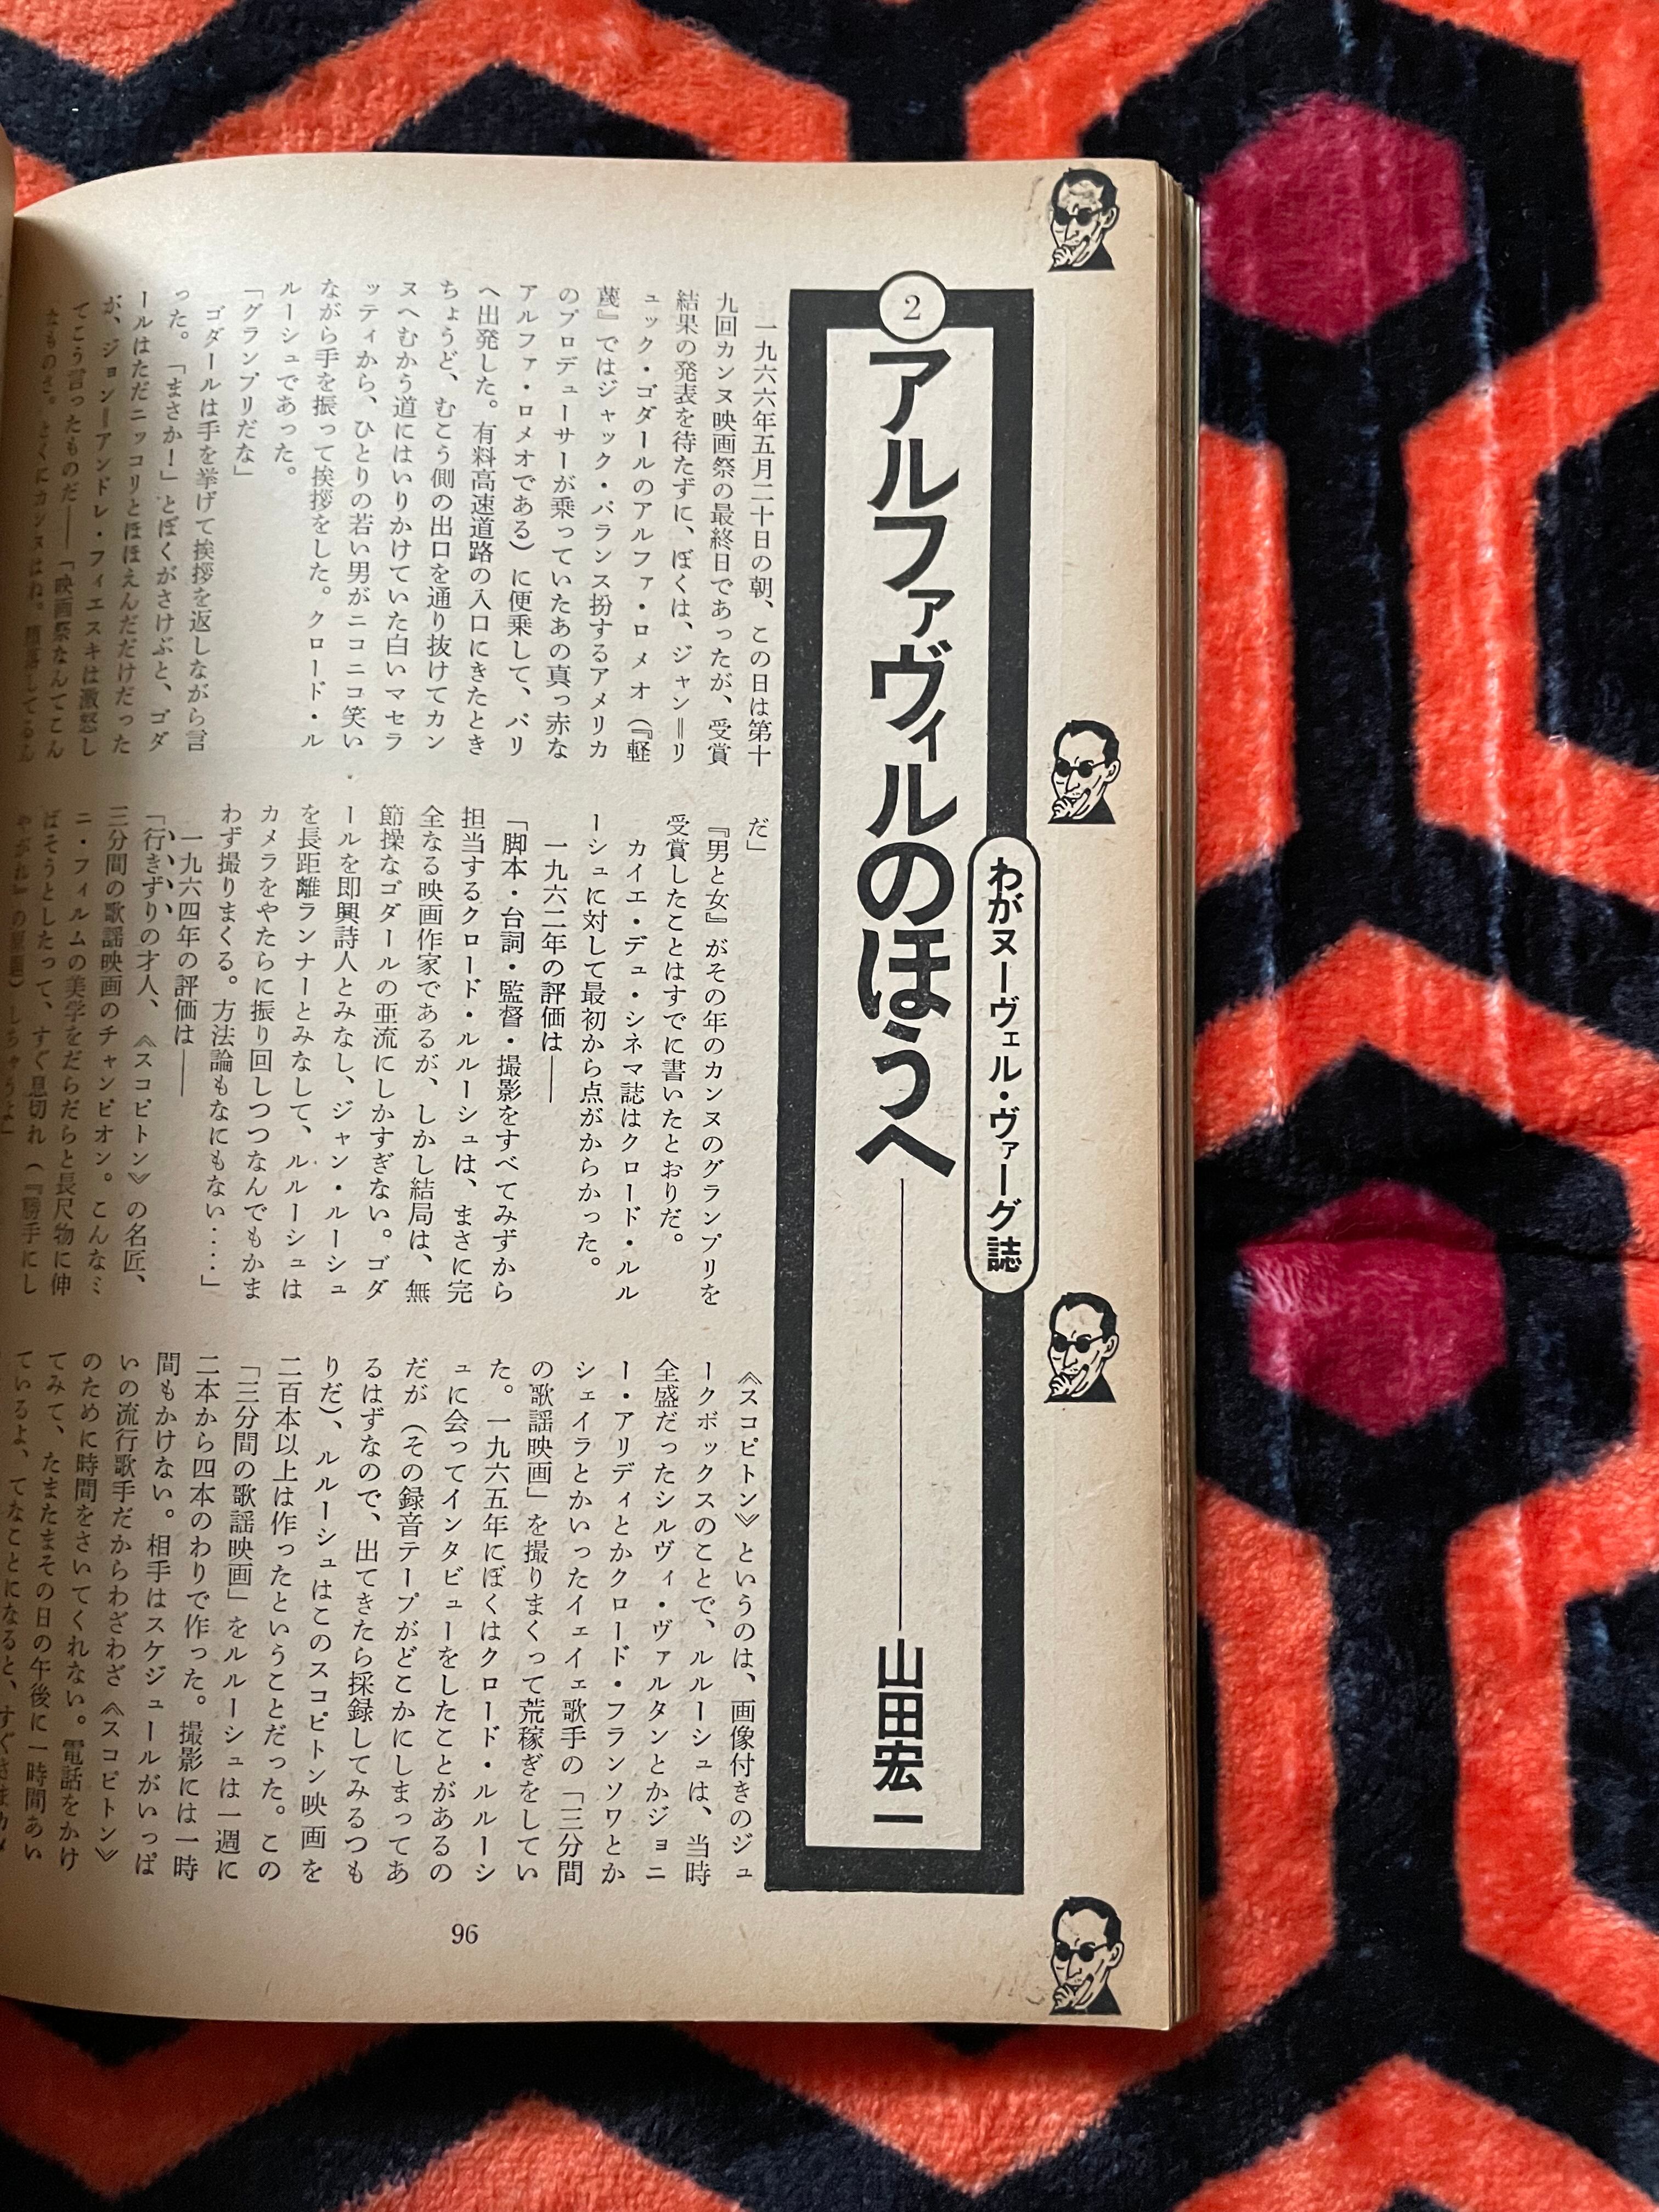 わがヌーヴェル・ヴァーグ誌
2
アルファヴィルのほうへ
山田宏一
一九六六年五月二十日の朝、この日は第十
九回カンヌ映画祭の最終日であったが、受賞
結果の発表を待たずに、ぼくは、ジャン＝リ
ュック・ゴダールのアルファ・ロメオ（『軽
蔑』ではジャック・パランス扮するアメリカ
のプロデューサーが乗っていたあの真っ赤な
アルファ・ロメオである）に便乗して、パリ
へ出発した。有料高速道路の入口にきたとき
ちょうど、むこう側の出口を通り抜けてカン
ヌへむかう道にはいりかけていた白いマセラ
ッティから、ひとりの若い男がニコニコ笑い
ながら手を振って挨拶をした。クロード・ル
ルーシュであった。
「グランプリだな」
ゴダールは手を挙げて挨拶を返しながら言
った。「まさか！」とぼくがさけぶと、ゴダ
ールはただニッコリとほほえんだだけだった
が、ジョン＝アンドレ・フィエスキは激怒し
てこう言ったものだ――「映画祭なんてこん
なものさ。とくにカンヌはね。堕落してるん
だ」
『男と女』がその年のカンヌのグランプリを
受賞したことはすでに書いたとおりだ。
カイエ・デュ・シネマ誌はクロード・ルル
ーシュに対して最初から点がからかった。
一九六二年の評価は――
「脚本・台詞・監督・撮影をすべてみずから
担当するクロード・ルルーシュは、まさに完
全なる映画作家であるが、しかし結局は、無
節操なゴダールの亜流にしかすぎない。ゴダ
ールを即興詩人とみなし、ジャン・ルーシュ
を長距離ランナーとみなして、ルルーシュは
カメラをやたらに振り回しつつなんでもかま
わず撮りまくる。方法論もなにもない‥‥」
一九六四年の評価は――
「行きずりの才人、《スコピトン》の名匠、
三分間の歌謡映画のチャンピオン。こんなミ
ニ・フィルムの美学をだらだらと長尺物に伸
ばそうとしたって、すぐ息切れ（『勝手にし
やがれ』の原題）しちゃうよ」
《スコピトン》というのは、画像付きのジュ
ークボックスのことで、ルルーシュは、当時
全盛だったシルヴィ・ヴァルタンとかジョニ
ー・アリディとかクロード・フランソワとか
シェイラとかいったイェイェ歌手の「三分間
の歌謡映画」を撮りまくって荒稼ぎをしてい
た。一九六五年にぼくはクロード・ルルーシ
ュに会ってインタビューをしたことがあるの
だが（その録音テープがどこかにしまってあ
るはずなので、出てきたら採録してみるつも
りだ）、ルルーシュはこのスコピトン映画を
二百本以上は作ったということだった。この
「三分間の歌謡映画」をルルーシュは一週に
二本から四本のわりで作った。撮影には一時
間もかけない。相手はスケジュールがいっぱ
いの流行歌手だからわざわざ《スコピトン》
のために時間をさいてくれない。電話をかけ
てみて、たまたまその日の午後に一時間あい
ているよ、てなことになると、すぐさま
96